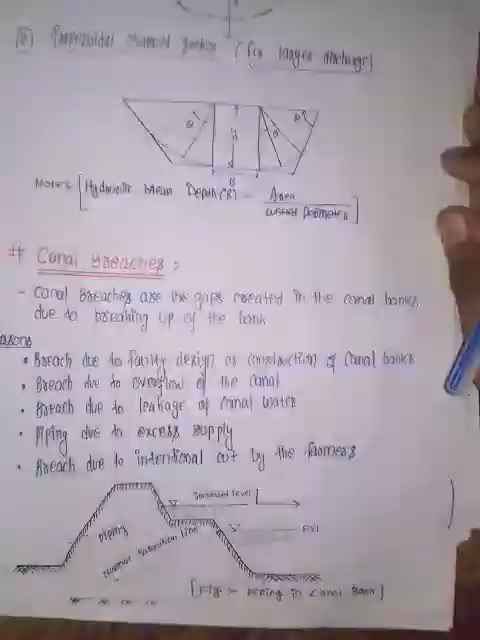 (ii) Trapezoidal channel section (for larger discharge)
θ θ θ
y
B
Note: [Hydraulic Mean Depth (R) = Area / Wetted Perimeter]
# Canal Breaches :
- Canal Breaches are the gaps created in the canal banks
due to breaking up of the bank
Reasons
• Breach due to faulty design or construction of canal banks
• Breach due to overflow of the canal
• Breach due to leakage of canal water
• Piping due to excess supply
• Breach due to intentional cut by the farmers
Increased level
FSL
Piping
Normal Saturation Line
[Fig :- Piping in Canal Bank]